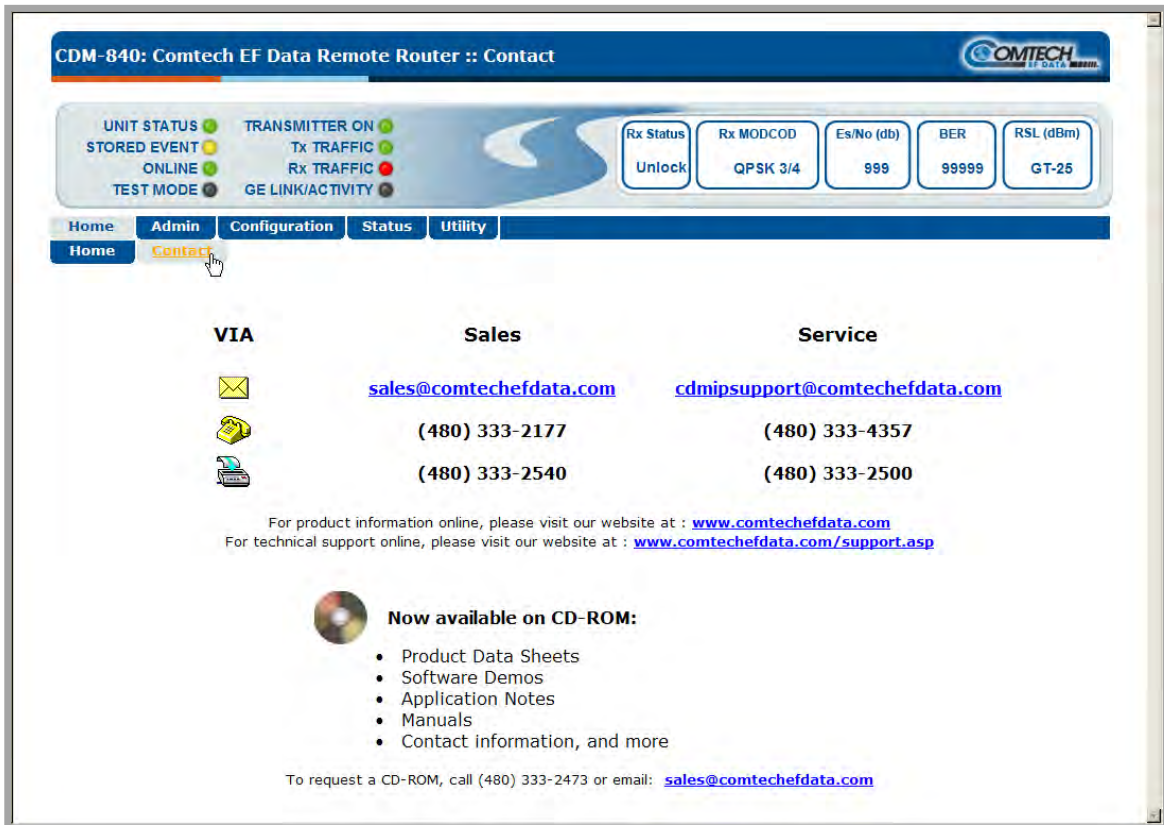 CDM-840: Comtech EF Data Remote Router :: Contact
COMTECH
EF DATA
UNIT STATUS
TRANSMITTER ON
STORED EVENT
Tx TRAFFIC
ONLINE
Rx TRAFFIC
TEST MODE
GE LINK/ACTIVITY
Rx Status
Unlock
Rx MODCOD
QPSK 3/4
Es/No (db)
999
BER
99999
RSL (dBm)
GT-25
Home Admin Configuration Status Utility
Home Contact
VIA Sales Service
sales@comtechefdata.com cdmipsupport@comtechefdata.com
(480) 333-2177 (480) 333-4357
(480) 333-2540 (480) 333-2500
For product information online, please visit our website at : www.comtechefdata.com
For technical support online, please visit our website at : www.comtechefdata.com/support.asp
Now available on CD-ROM:
• Product Data Sheets
• Software Demos
• Application Notes
• Manuals
• Contact information, and more
To request a CD-ROM, call (480) 333-2473 or email: sales@comtechefdata.com